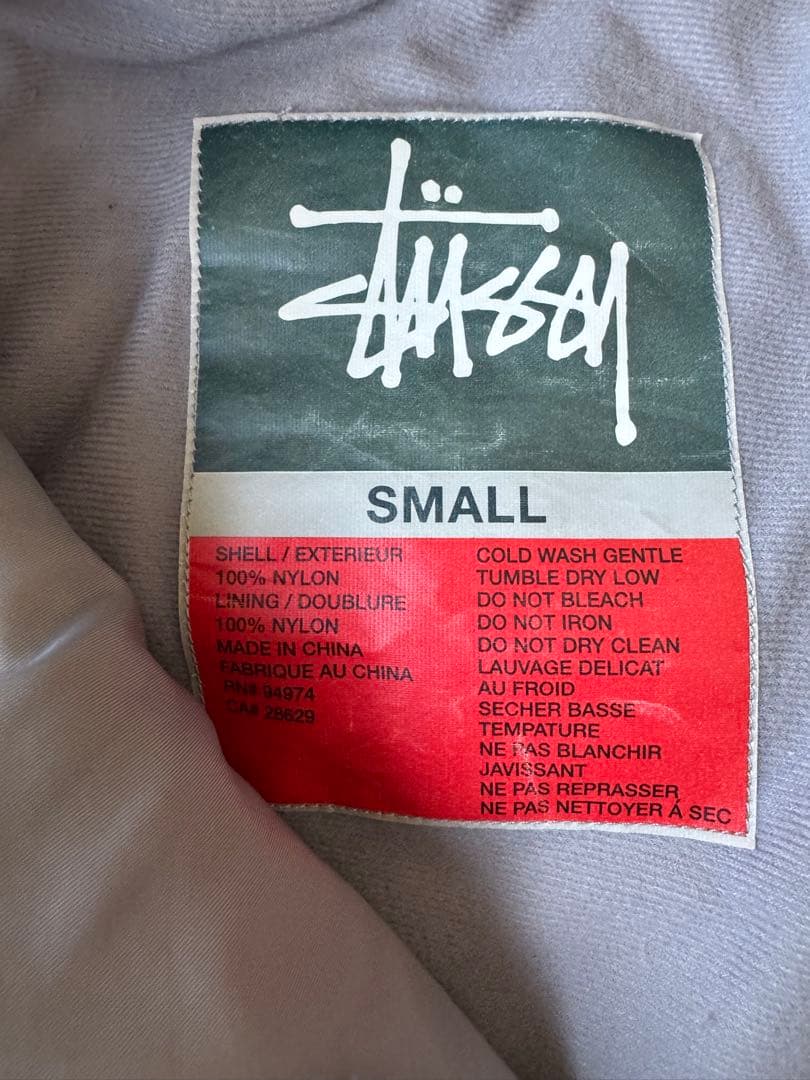 Stüssy
SMALL
SHELL / EXTERIEUR
100% NYLON
LINING / DOUBLURE
100% NYLON
MADE IN CHINA
FABRIQUE AU CHINA
RN# 94974
CA# 28629
COLD WASH GENTLE
TUMBLE DRY LOW
DO NOT BLEACH
DO NOT IRON
DO NOT DRY CLEAN
LAUVAGE DELICAT
AU FROID
SECHER BASSE
TEMPATURE
NE PAS BLANCHIR
JAVISSANT
NE PAS REPRASSER
NE PAS NETTOYER Á SEC